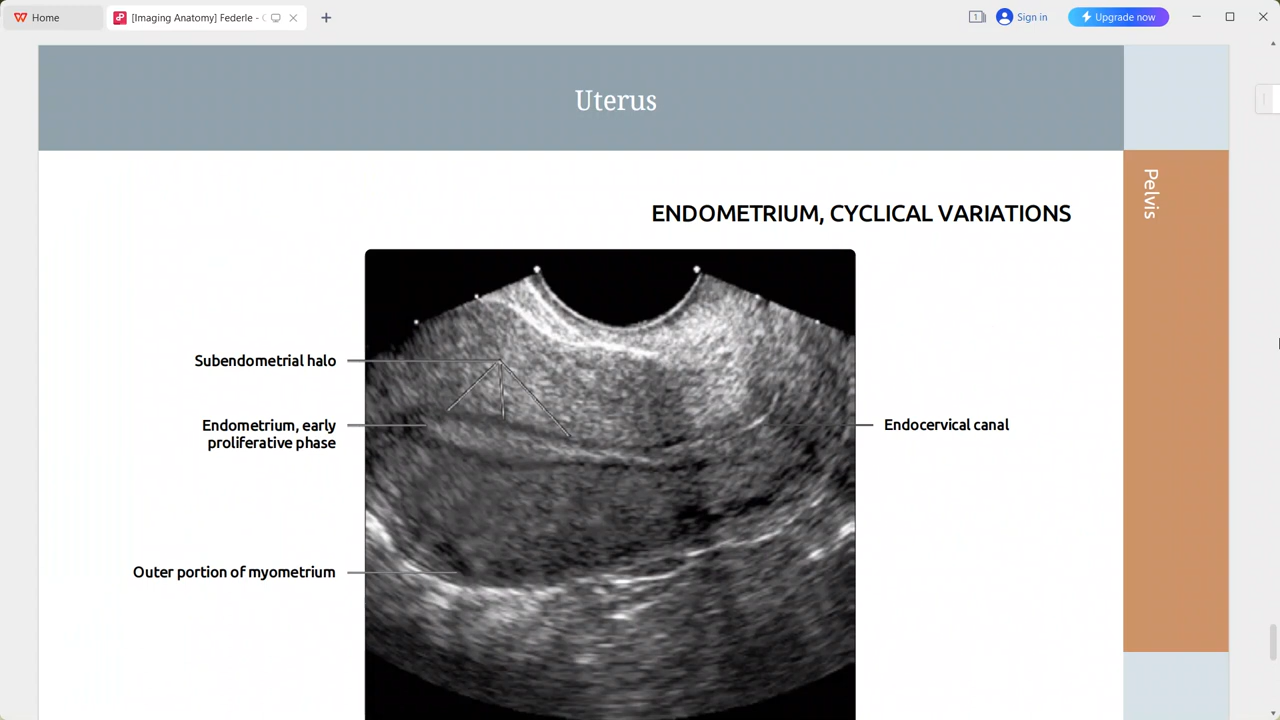 Home
[Imaging Anatomy] Federle -
1
Sign in
Upgrade now
Uterus
Pelvis
ENDOMETRIUM, CYCLICAL VARIATIONS
Subendometrial halo
Endometrium, early
proliferative phase
Endocervical canal
Outer portion of myometrium